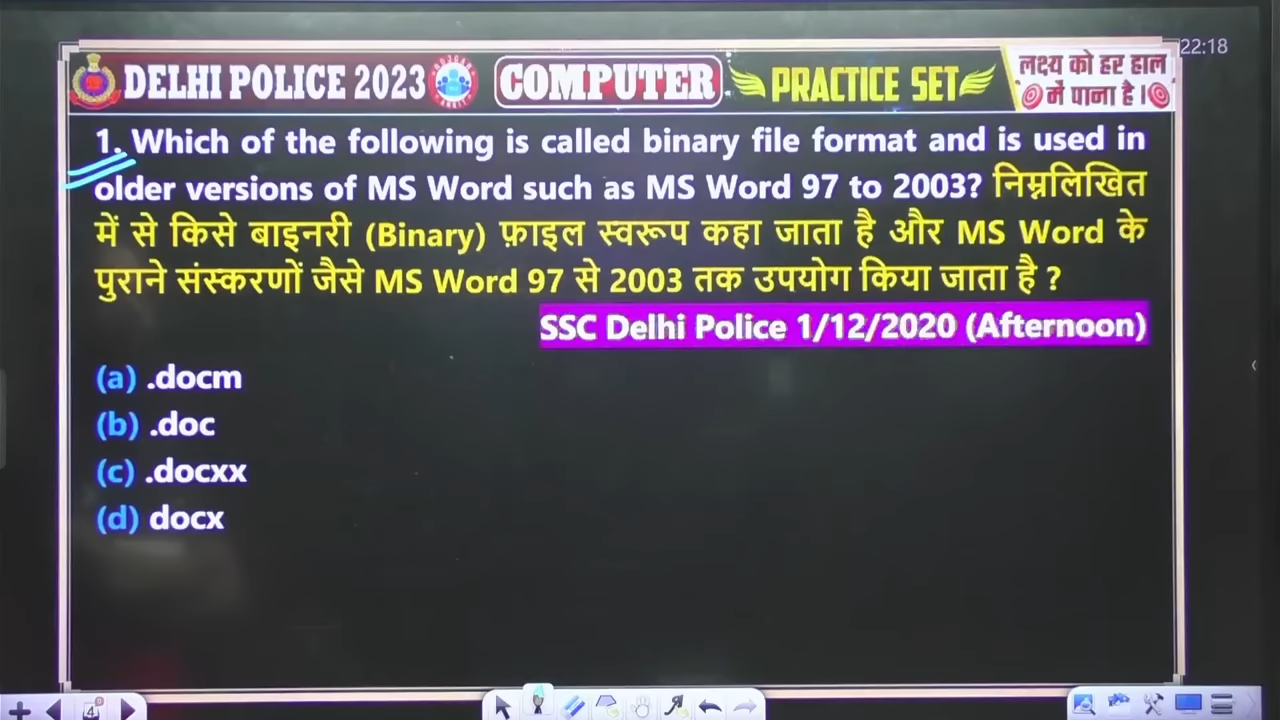 22:18
DELHI POLICE 2023 COMPUTER PRACTICE SET लक्ष्य को हर हाल
में पाना है।
1. Which of the following is called binary file format and is used in
older versions of MS Word such as MS Word 97 to 2003? निम्नलिखित
में से किसे बाइनरी (Binary) फ़ाइल स्वरूप कहा जाता है और MS Word के
पुराने संस्करणों जैसे MS Word 97 से 2003 तक उपयोग किया जाता है ?
SSC Delhi Police 1/12/2020 (Afternoon)
(a) .docm
(b) .doc
(c) .docxx
(d) docx
4